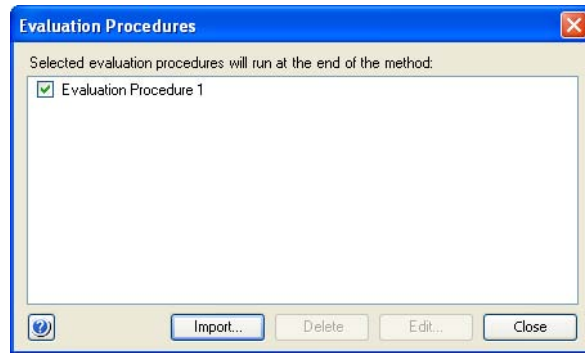 Evaluation Procedures
Selected evaluation procedures will run at the end of the method:
Evaluation Procedure 1
Import... Delete Edit... Close